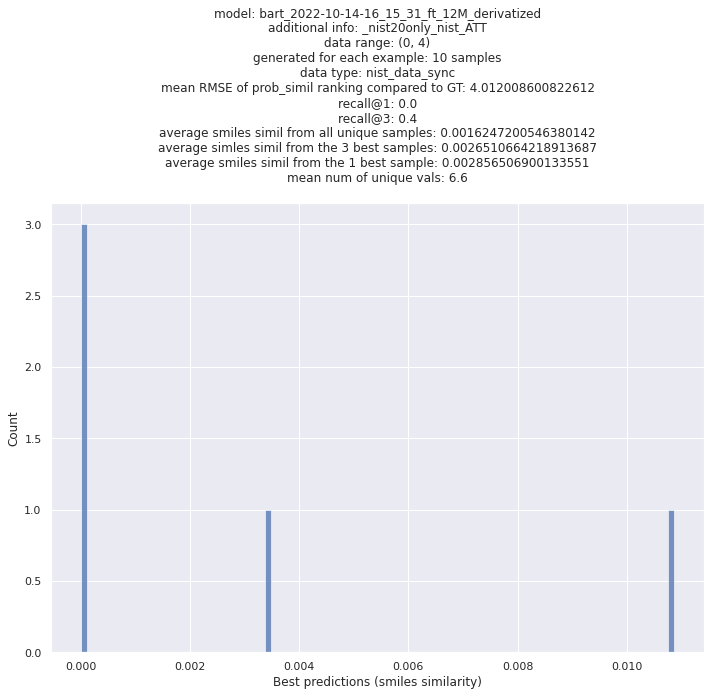 model: bart_2022-10-14-16_15_31_ft_12M_derivatized
additional info: _nist20only_nist_ATT
data range: (0, 4)
generated for each example: 10 samples
data type: nist_data_sync
mean RMSE of prob_simil ranking compared to GT: 4.012008600822612
recall@1: 0.0
recall@3: 0.4
average smiles simil from all unique samples: 0.0016247200546380142
average simles simil from the 3 best samples: 0.0026510664218913687
average smiles simil from the 1 best sample: 0.002856506900133551
mean num of unique vals: 6.6
3.0
2.5
2.0
1.5
1.0
0.5
0.0
Count
0.000 0.002 0.004 0.006 0.008 0.010
Best predictions (smiles similarity)